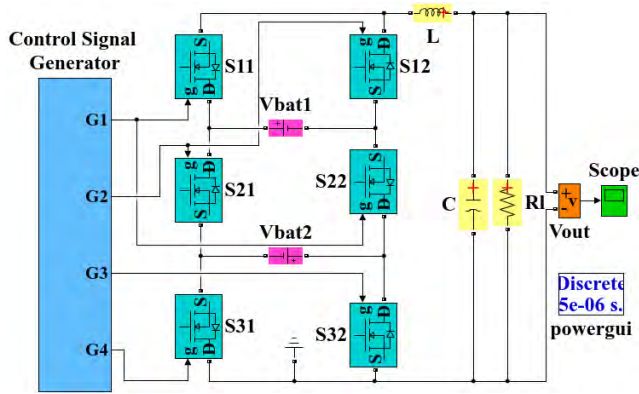 Control Signal
Generator
G1
G2
G3
G4
S
g
D
S11
g
D
S
S12
L
Vbat1
+
-
g
S
D
S21
S
g
D
S22
Vbat2
-
+
S
g
D
S31
g
D
S
S32
C
Rl
+
-
v
Vout
Scope
Discrete
5e-06 s.
powergui